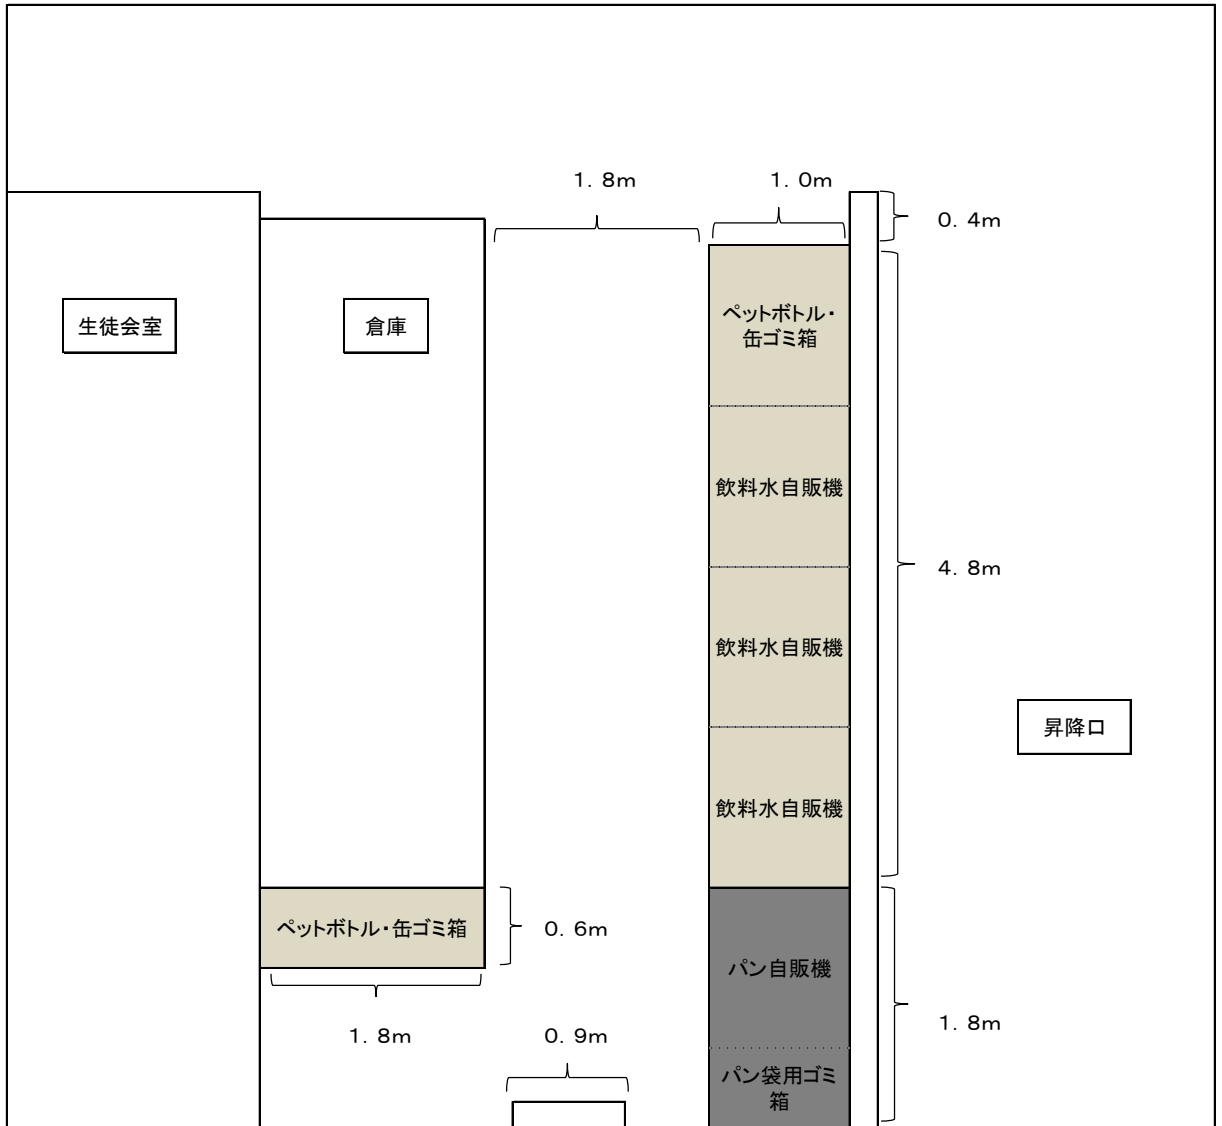 1．8m
1．0m
0．4m
生徒会室
倉庫
ペットボトル・
缶ゴミ箱
飲料水自販機
4．8m
飲料水自販機
昇降口
飲料水自販機
ペットボトル・缶ゴミ箱
0．6m
パン自販機
1．8m
1．8m
0．9m
パン袋用ゴミ
箱